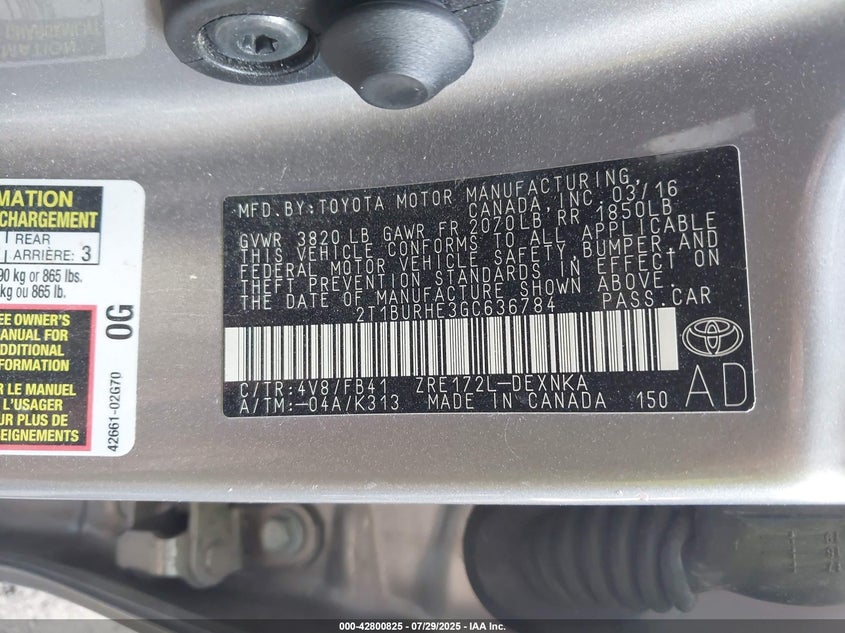 MATION
CHARGEMENT
REAR
ARRIÈRE: 3
90 kg or 865 lbs.
kg ou 865 lb.
EE OWNER'S
MANUAL FOR
ADDITIONAL
FORMATION
R LE MANUEL
L'USAGER
UR PLUS DE
SEIGNEMENTS
0G
42661-02G70
MFD.BY:TOYOTA MOTOR MANUFACTURING,
CANADA,INC. 03/16
GVWR 3820 LB GAWR FR 2070LB RR 1850LB
THIS VEHICLE CONFORMS TO ALL APPLICABLE
FEDERAL MOTOR VEHICLE SAFETY,BUMPER,AND
THEFT PREVENTION STANDARDS IN EFFECT ON
THE DATE OF MANUFACTURE SHOWN ABOVE.
2T1BURHE3GC636784 PASS.CAR
C/TR:4V8/FB41 ZRE172L-DEXNKA
A/TM:-04A/K313 MADE IN CANADA 150
AD
000-42800825 - 07/29/2025 - IAA Inc.